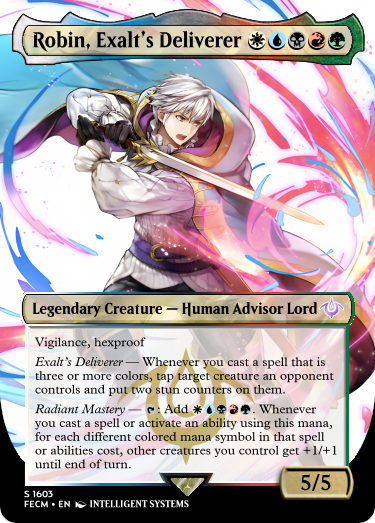 Robin, Exalt's Deliverer
Legendary Creature — Human Advisor Lord
Vigilance, hexproof
Exalt's Deliverer — Whenever you cast a spell that is
three or more colors, tap target creature an opponent
controls and put two stun counters on them.
Radiant Mastery — : Add . Whenever
you cast a spell or activate an ability using this mana,
for each different colored mana symbol in that spell
or abilities cost, other creatures you control get +1/+1
until end of turn.
5/5
S 1603
FECM • EN INTELLIGENT SYSTEMS